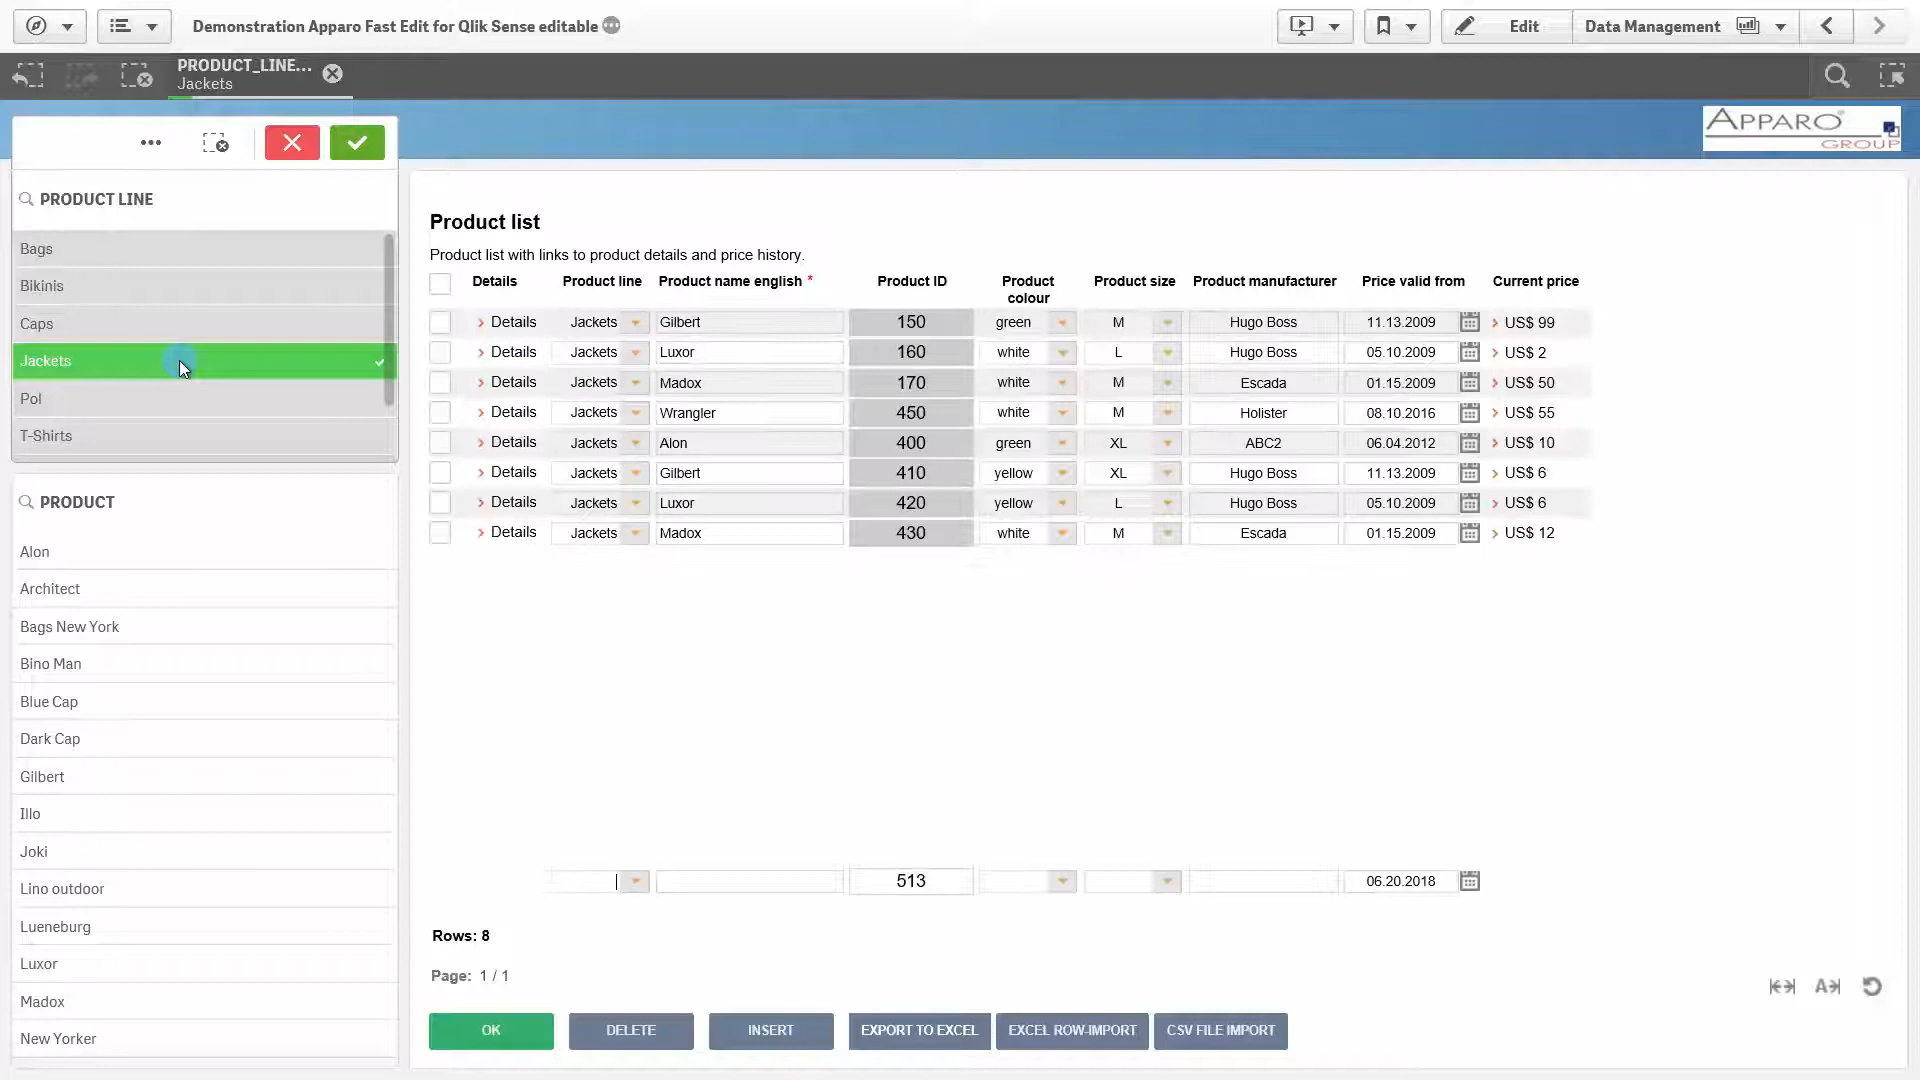 Demonstration Apparo Fast Edit for Qlik Sense editable
Edit
Data Management
PRODUCT_LINE...
Jackets
APPARO
GROUP
PRODUCT LINE
Bags
Bikinis
Caps
Jackets
Pol
T-Shirts
PRODUCT
Alon
Architect
Bags New York
Bino Man
Blue Cap
Dark Cap
Gilbert
Illo
Joki
Lino outdoor
Lueneburg
Luxor
Madox
New Yorker
Product list
Product list with links to product details and price history.
Details Product line Product name english * Product ID Product colour Product size Product manufacturer Price valid from Current price
Details Jackets Gilbert 150 green M Hugo Boss 11.13.2009 US$ 99
Details Jackets Luxor 160 white L Hugo Boss 05.10.2009 US$ 2
Details Jackets Madox 170 white M Escada 01.15.2009 US$ 50
Details Jackets Wrangler 450 white M Holister 08.10.2016 US$ 55
Details Jackets Alon 400 green XL ABC2 06.04.2012 US$ 10
Details Jackets Gilbert 410 yellow XL Hugo Boss 11.13.2009 US$ 6
Details Jackets Luxor 420 yellow L Hugo Boss 05.10.2009 US$ 6
Details Jackets Madox 430 white M Escada 01.15.2009 US$ 12
513 06.20.2018
Rows: 8
Page: 1 / 1
OK DELETE INSERT EXPORT TO EXCEL EXCEL ROW-IMPORT CSV FILE IMPORT